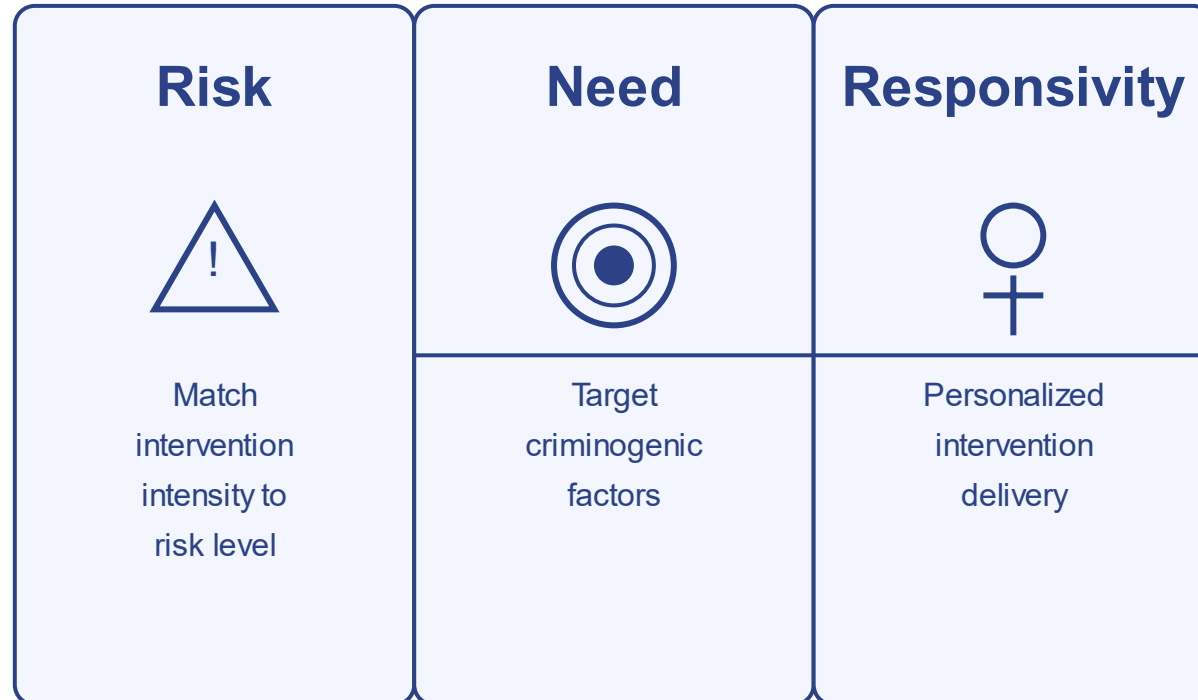 Risk
Need
Responsivity
!
Match
intervention
intensity to
risk level
Target
criminogenic
factors
Personalized
intervention
delivery